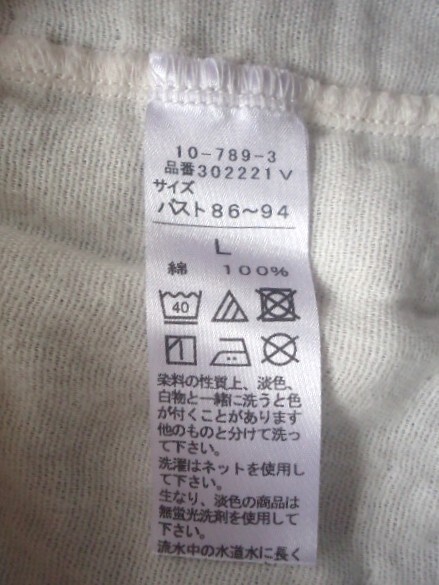 10-789-3
品番302221V
サイズ
バスト86～94
L
綿 100%
40
染料の性質上、淡色、
白物と一緒に洗うと色
が付くことがあります
他のものと分けて洗っ
て下さい。
洗濯はネットを使用し
て下さい。
生なり、淡色の商品は
無蛍光洗剤を使用して
下さい。
流水中の水道水に長く